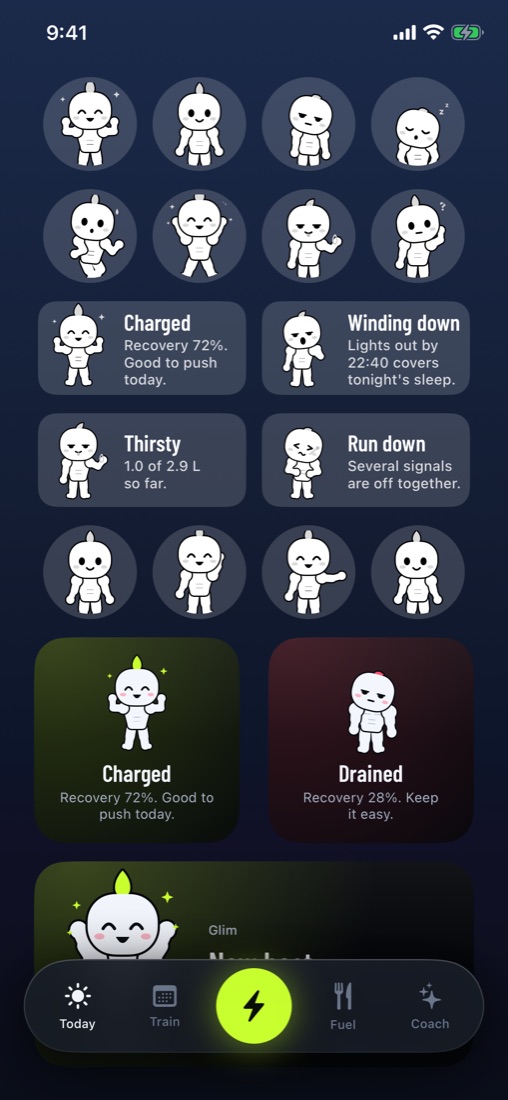 9:41
z z
?
Charged
Recovery 72%.
Good to push
today.
Winding down
Lights out by
22:40 covers
tonight's sleep.
Thirsty
1.0 of 2.9 L
so far.
Run down
Several signals
are off together.
Charged
Recovery 72%. Good to
push today.
Drained
Recovery 28%. Keep
it easy.
Glim
Today
Train
Fuel
Coach